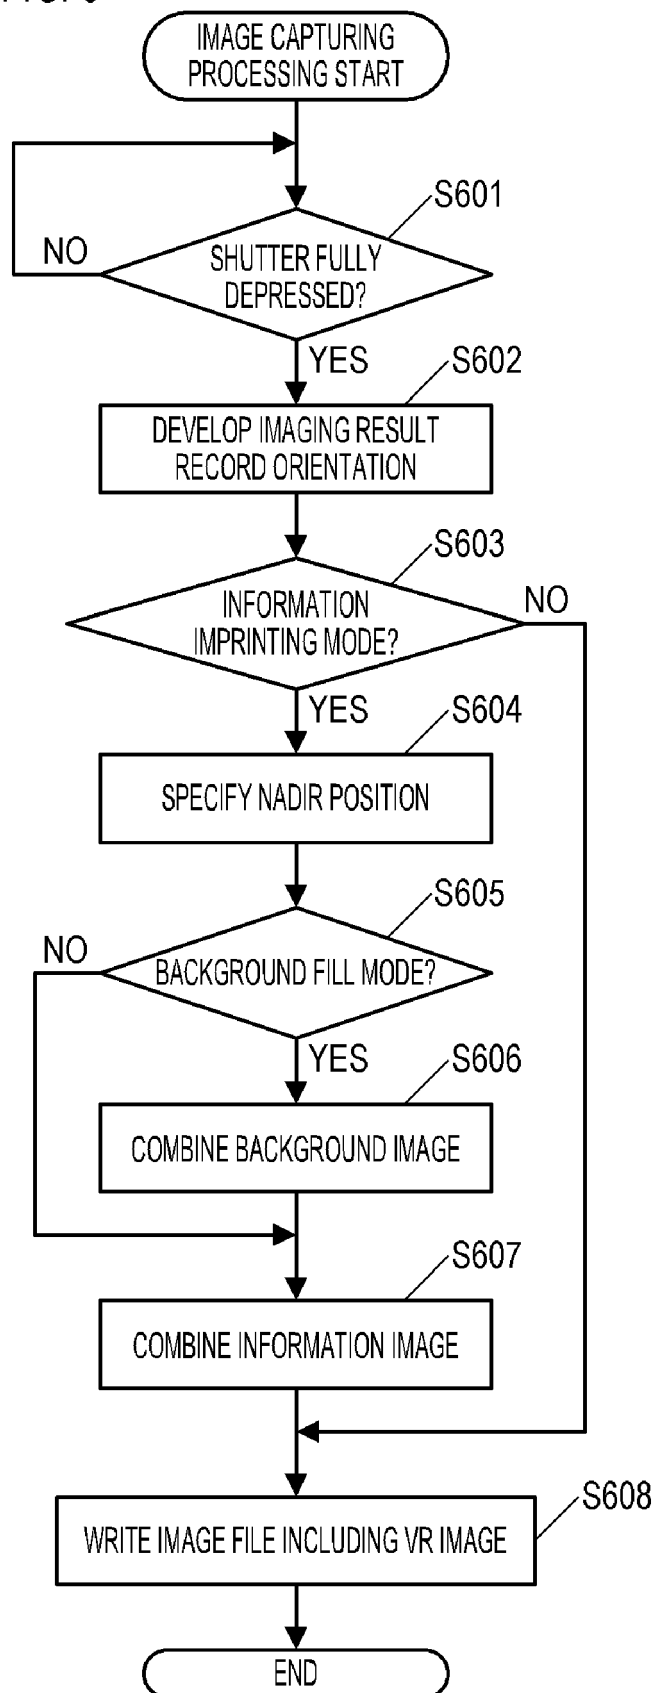 IMAGE CAPTURING
PROCESSING START
S601
NO
SHUTTER FULLY
DEPRESSED?
YES
S602
DEVELOP IMAGING RESULT
RECORD ORIENTATION
S603
INFORMATION
IMPRINTING MODE?
NO
YES
S604
SPECIFY NADIR POSITION
S605
NO
BACKGROUND FILL MODE?
YES
S606
COMBINE BACKGROUND IMAGE
S607
COMBINE INFORMATION IMAGE
S608
WRITE IMAGE FILE INCLUDING VR IMAGE
END